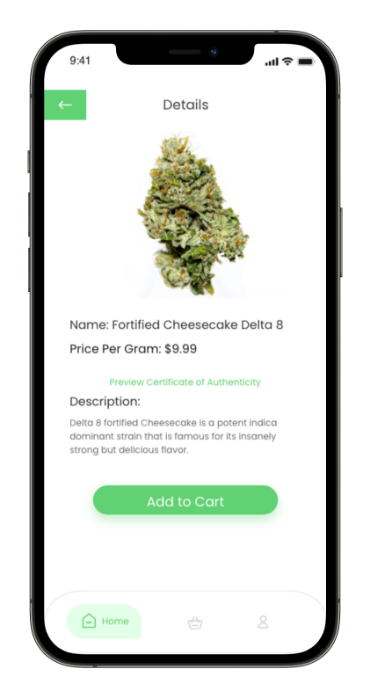 9:41
Details
Name: Fortified Cheesecake Delta 8
Price Per Gram: $9.99
Preview Certificate of Authenticity
Description:
Delta 8 fortified Cheesecake is a potent indica
dominant strain that is famous for its insanely
strong but delicious flavor.
Add to Cart
Home